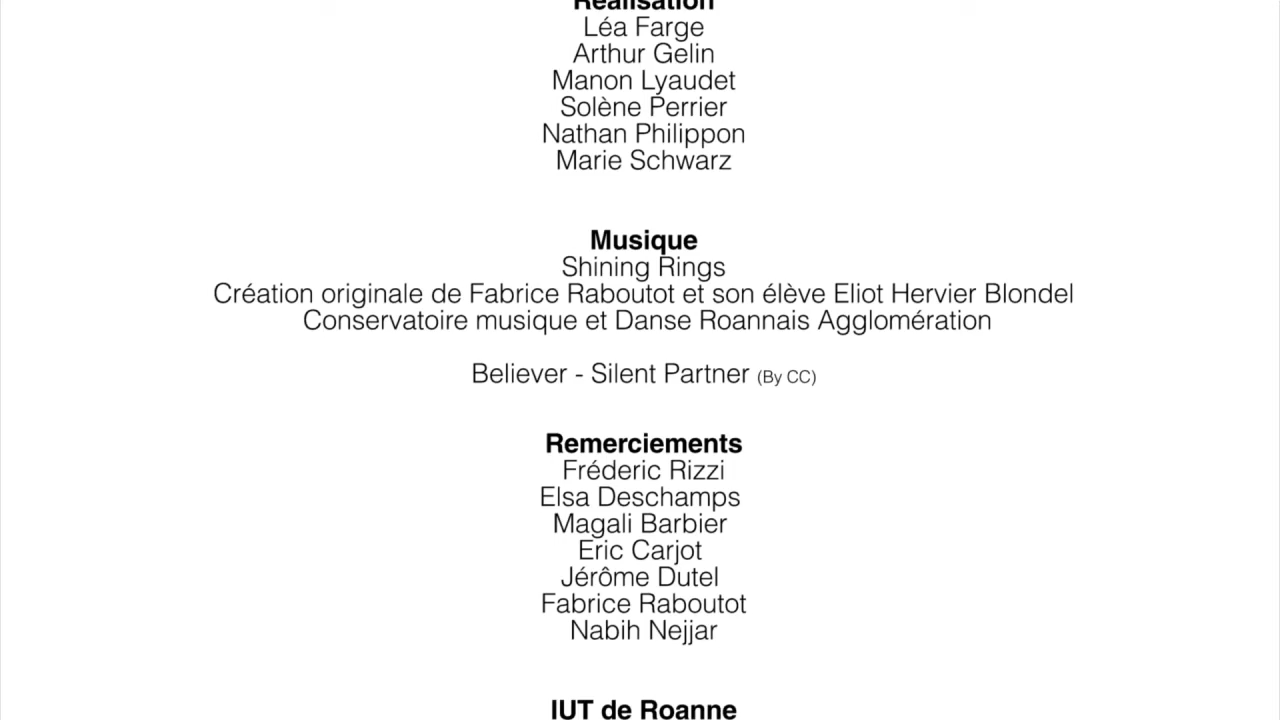 Réalisation
Léa Farge
Arthur Gelin
Manon Lyaudet
Solène Perrier
Nathan Philippon
Marie Schwarz
Musique
Shining Rings
Création originale de Fabrice Raboutot et son élève Eliot Hervier Blondel
Conservatoire musique et Danse Roannais Agglomération
Believer - Silent Partner (By CC)
Remerciements
Fréderic Rizzi
Elsa Deschamps
Magali Barbier
Eric Carjot
Jérôme Dutel
Fabrice Raboutot
Nabih Nejjar
IUT de Roanne